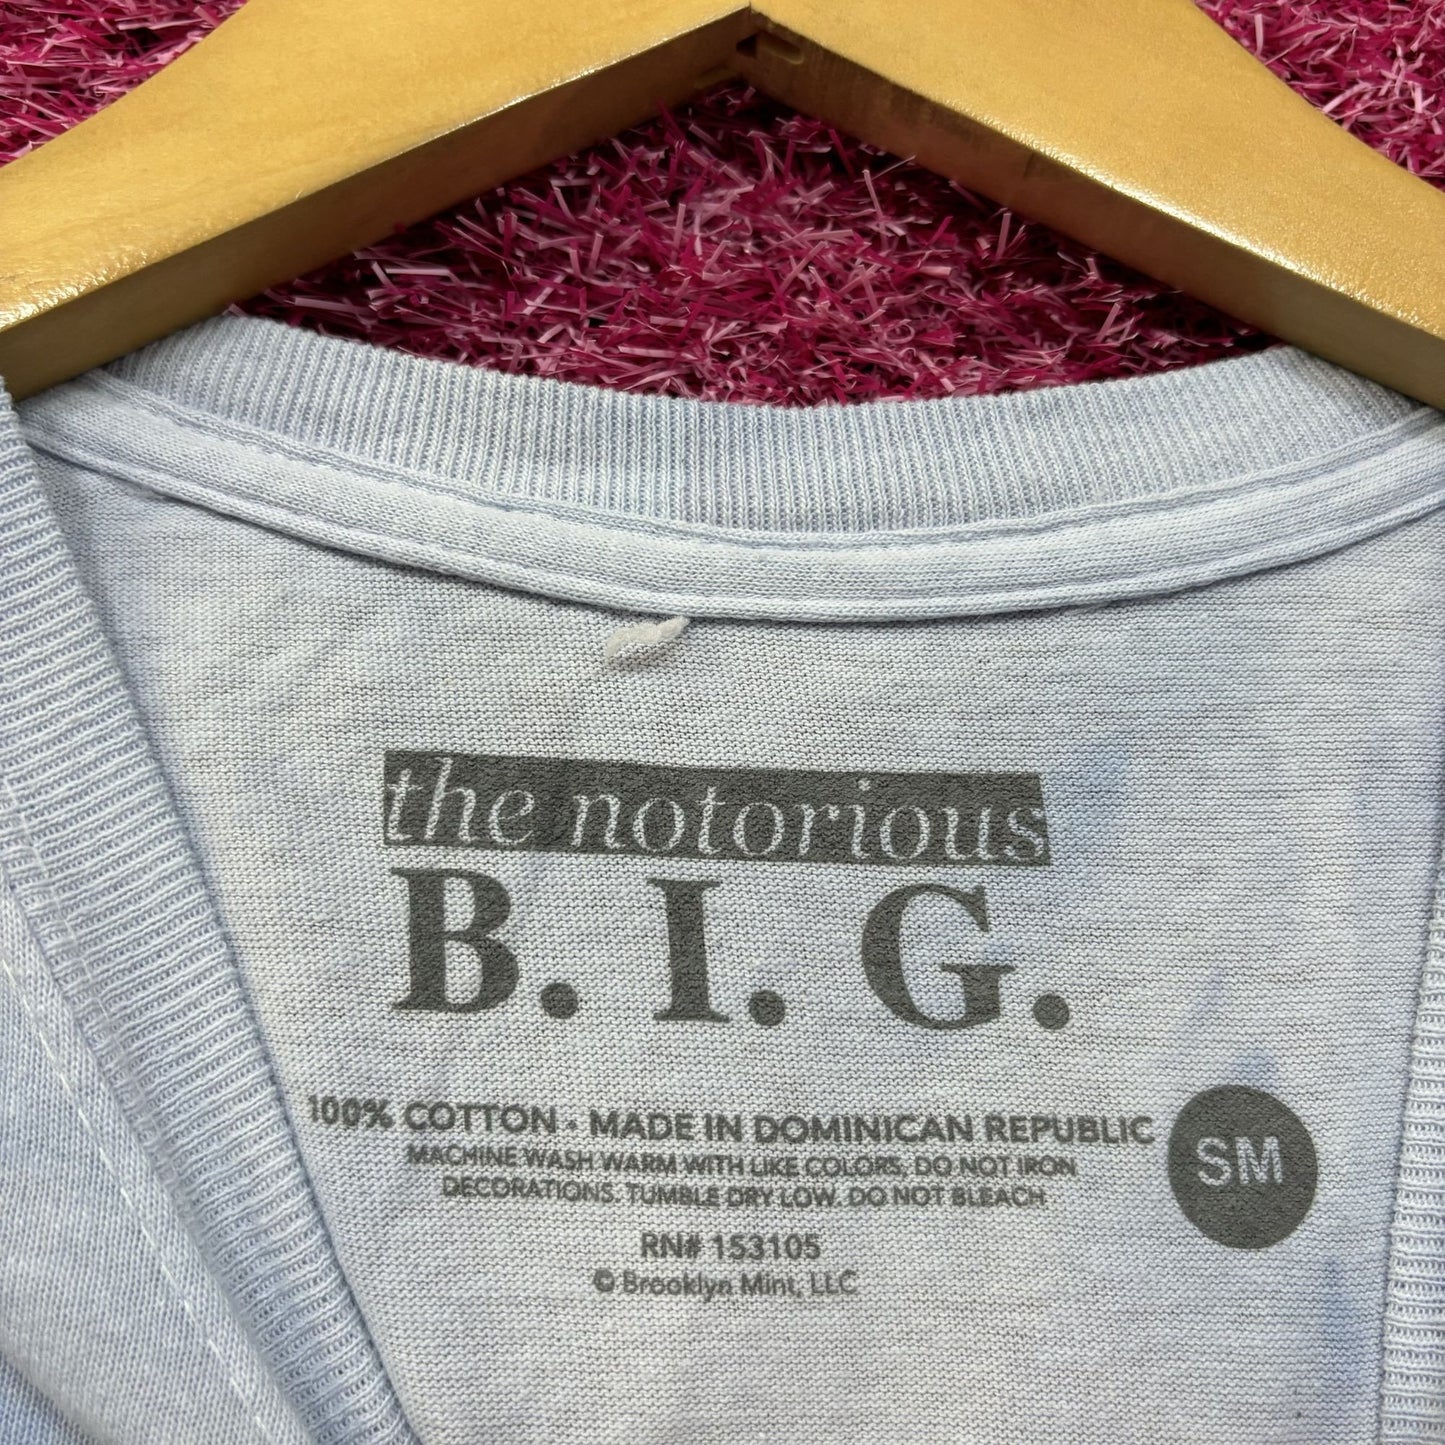 the notorious
B. I. G.
100% COTTON • MADE IN DOMINICAN REPUBLIC
MACHINE WASH WARM WITH LIKE COLORS. DO NOT IRON
DECORATIONS. TUMBLE DRY LOW. DO NOT BLEACH
SM
RN# 153105
© Brooklyn Mint, LLC